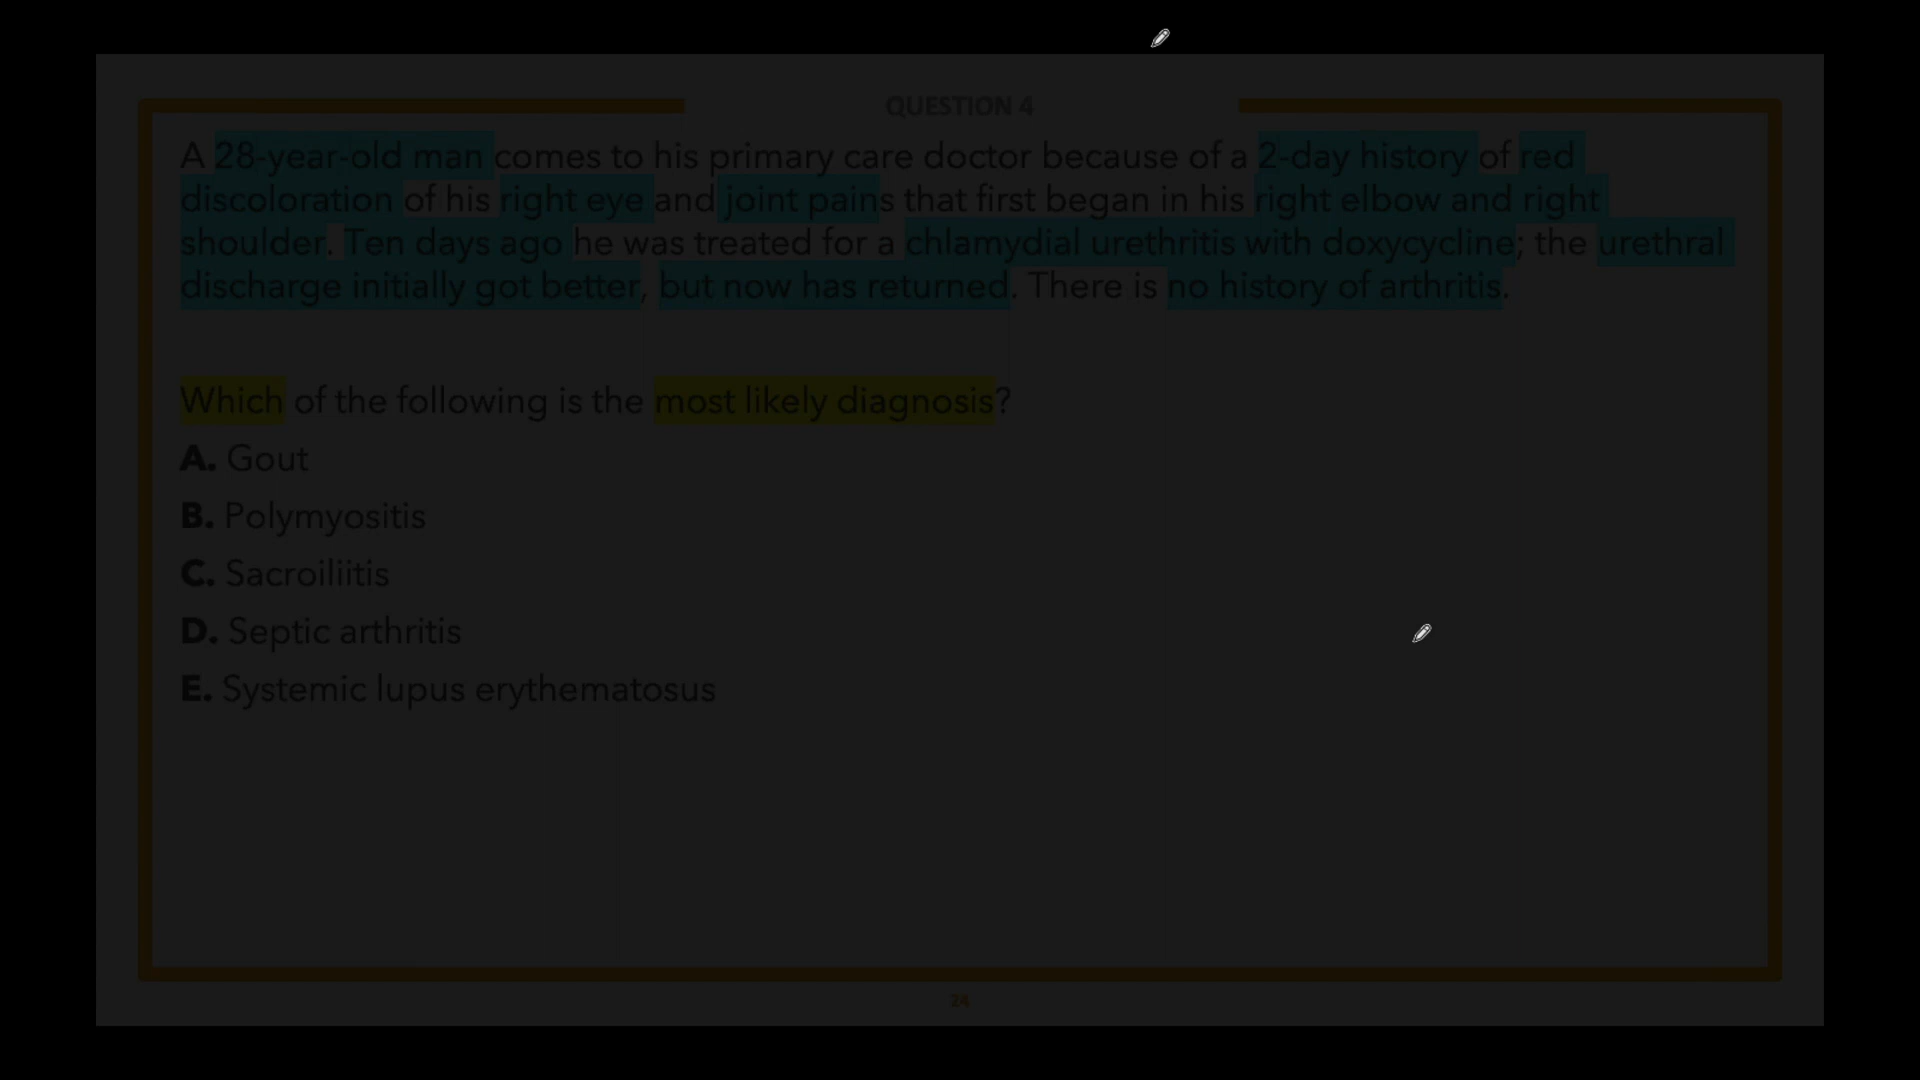 QUESTION 4
A 28-year-old man comes to his primary care doctor because of a 2-day history of red
discoloration of his right eye and joint pains that first began in his right elbow and right
shoulder. Ten days ago he was treated for a chlamydial urethritis with doxycycline; the urethral
discharge initially got better, but now has returned. There is no history of arthritis.
Which of the following is the most likely diagnosis?
A. Gout
B. Polymyositis
C. Sacroiliitis
D. Septic arthritis
E. Systemic lupus erythematosus
24